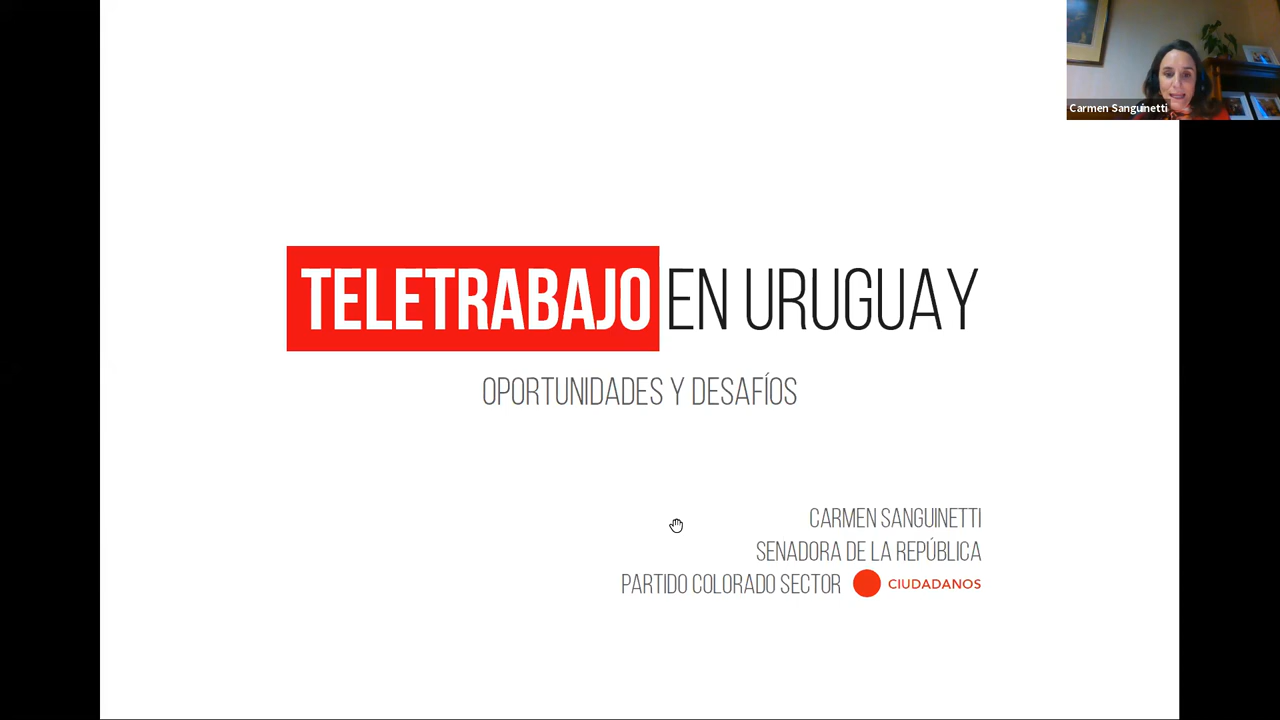 Carmen Sanguinetti
TELETRABAJO EN URUGUAY
OPORTUNIDADES Y DESAFÍOS
CARMEN SANGUINETTI
SENADORA DE LA REPÚBLICA
PARTIDO COLORADO SECTOR CIUDADANOS